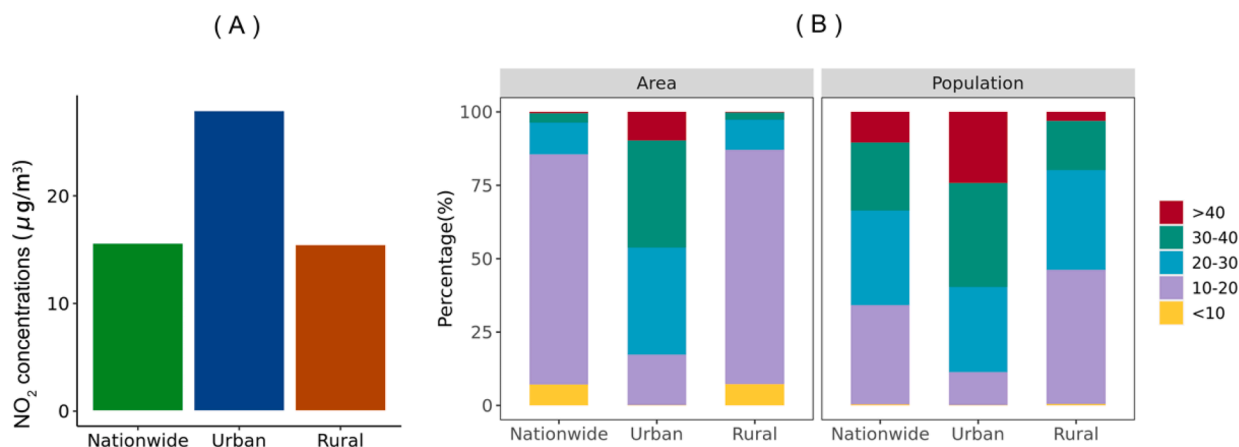 ( A )
NO₂ concentrations (μg/m³)
20
10
0
Nationwide Urban Rural
( B )
Area Population
Percentage(%)
100
75
50
25
0
Nationwide Urban Rural Nationwide Urban Rural
>40
30-40
20-30
10-20
<10